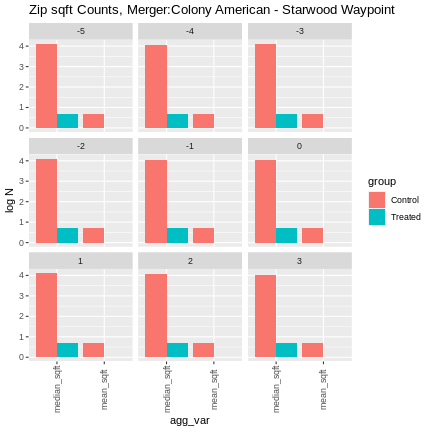 Zip sqft Counts, Merger:Colony American - Starwood Waypoint
-5 -4 -3
4
3
2
1
0
-2 -1 0
4
3
2
1
0
1 2 3
4
3
2
1
0
log N
median_sqft mean_sqft median_sqft mean_sqft median_sqft mean_sqft
agg_var
group
Control
Treated